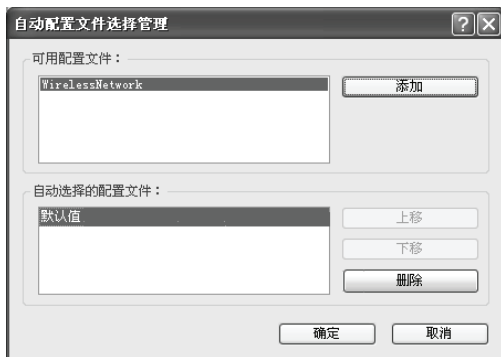 自动配置文件选择管理
可用配置文件：
WirelessNetwork
添加
自动选择的配置文件：
默认值
上移
下移
删除
确定
取消